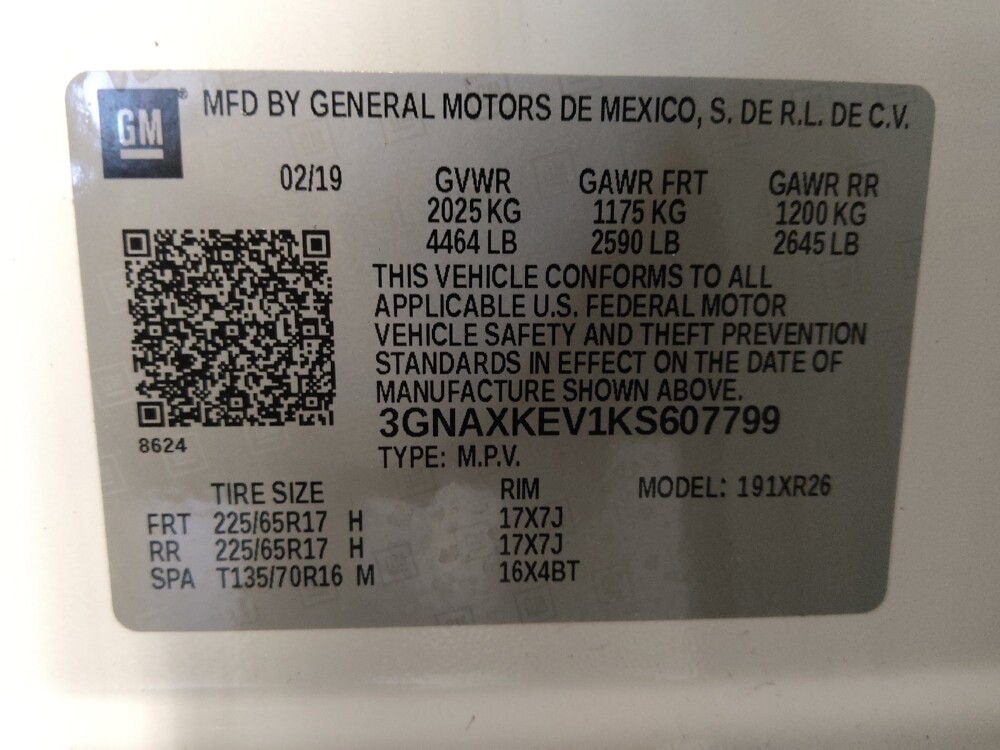 GM® MFD BY GENERAL MOTORS DE MEXICO, S. DE R.L. DE C.V.
02/19 GVWR GAWR FRT GAWR RR
2025 KG 1175 KG 1200 KG
4464 LB 2590 LB 2645 LB
THIS VEHICLE CONFORMS TO ALL
APPLICABLE U.S. FEDERAL MOTOR
VEHICLE SAFETY AND THEFT PREVENTION
STANDARDS IN EFFECT ON THE DATE OF
MANUFACTURE SHOWN ABOVE.
3GNAXKEV1KS607799
8624
TYPE: M.P.V.
TIRE SIZE RIM MODEL: 191XR26
FRT 225/65R17 H 17X7J
RR 225/65R17 H 17X7J
SPA T135/70R16 M 16X4BT